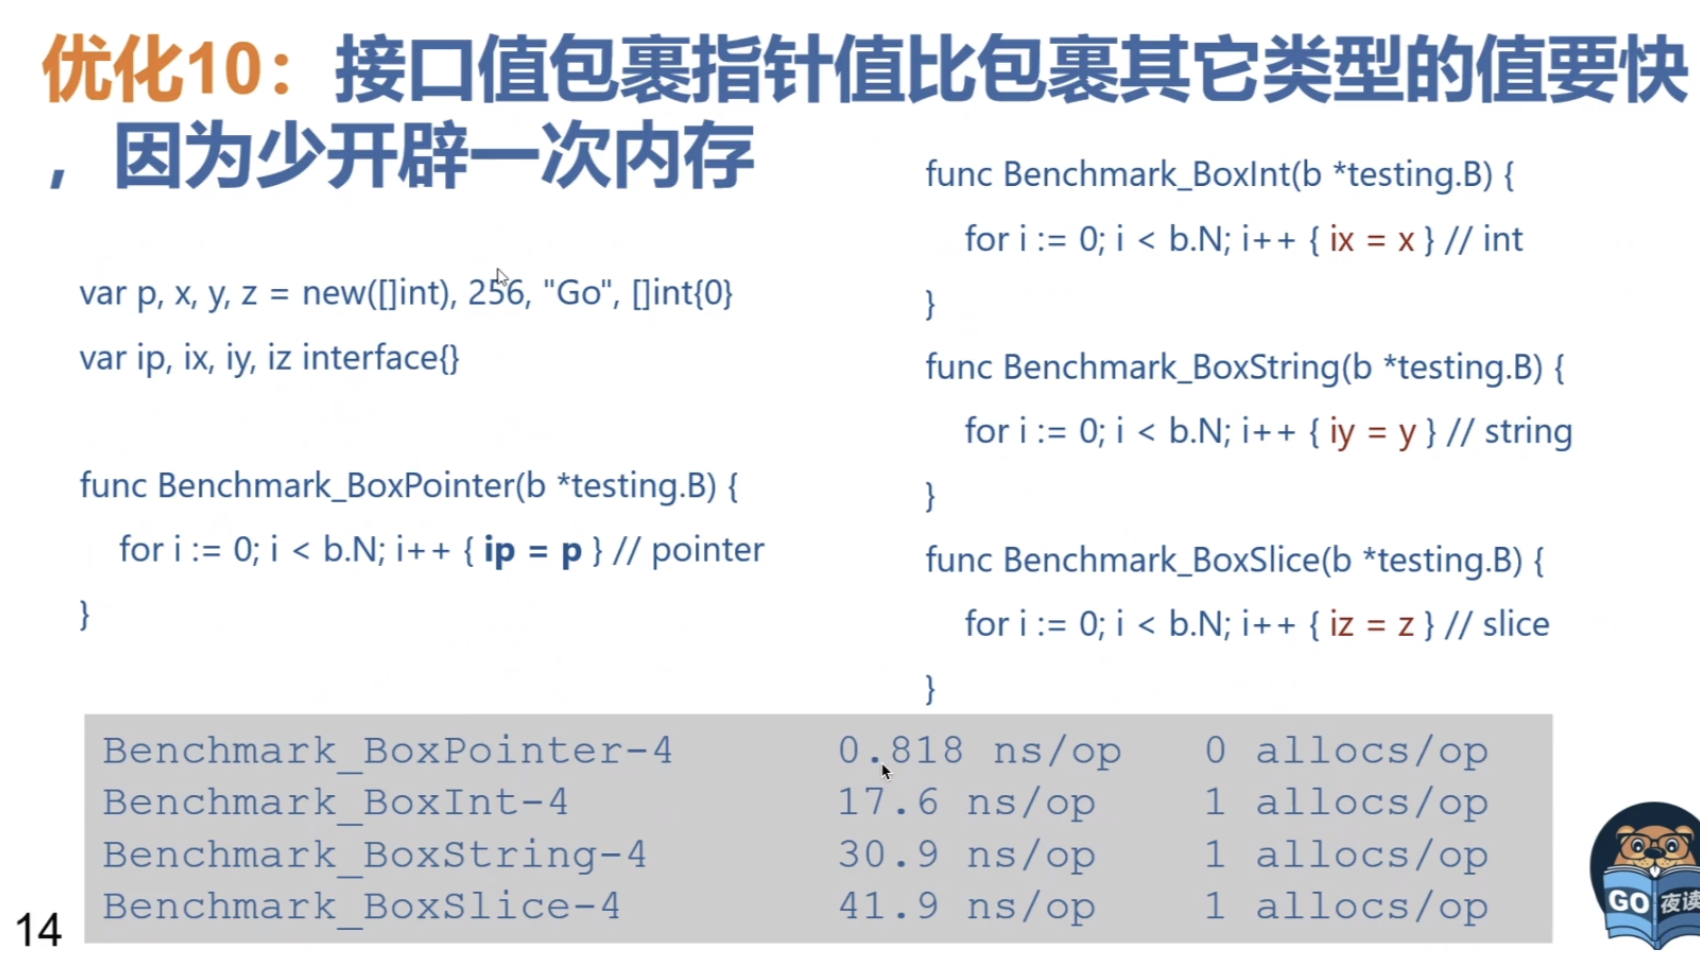 优化10：接口值包裹指针值比包裹其它类型的值要快
，因为少开辟一次内存
var p, x, y, z = new([]int), 256, "Go", []int{0}
var ip, ix, iy, iz interface{}
func Benchmark_BoxPointer(b *testing.B) {
for i := 0; i < b.N; i++ { ip = p } // pointer
}
func Benchmark_BoxInt(b *testing.B) {
for i := 0; i < b.N; i++ { ix = x } // int
}
func Benchmark_BoxString(b *testing.B) {
for i := 0; i < b.N; i++ { iy = y } // string
}
func Benchmark_BoxSlice(b *testing.B) {
for i := 0; i < b.N; i++ { iz = z } // slice
}
Benchmark_BoxPointer-4 0.818 ns/op 0 allocs/op
Benchmark_BoxInt-4 17.6 ns/op 1 allocs/op
Benchmark_BoxString-4 30.9 ns/op 1 allocs/op
Benchmark_BoxSlice-4 41.9 ns/op 1 allocs/op
14
GO 夜读